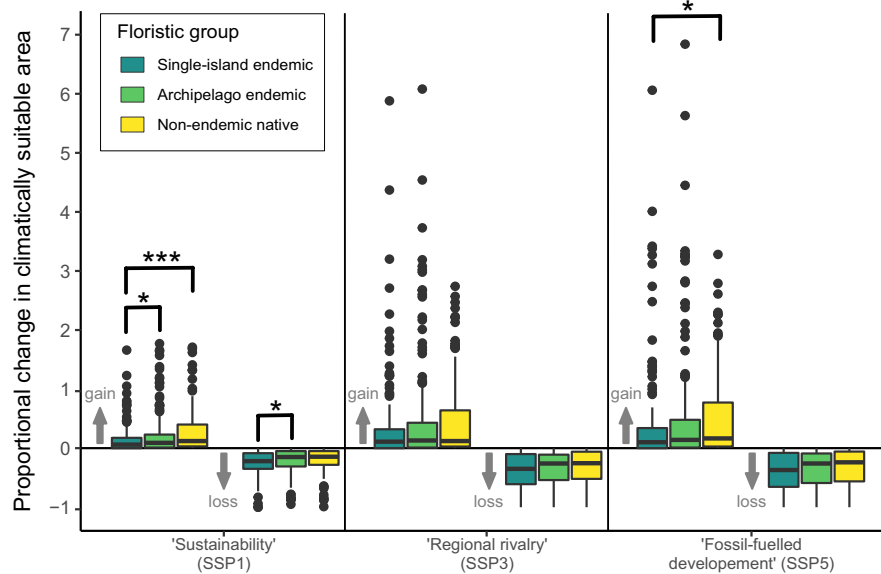 Proportional change in climatically suitable area
7
6
5
4
3
2
1
0
−1
Floristic group
Single-island endemic
Archipelago endemic
Non-endemic native
***
*
*
*
gain
loss
gain
loss
gain
loss
'Sustainability'
(SSP1)
'Regional rivalry'
(SSP3)
'Fossil-fuelled
developement' (SSP5)